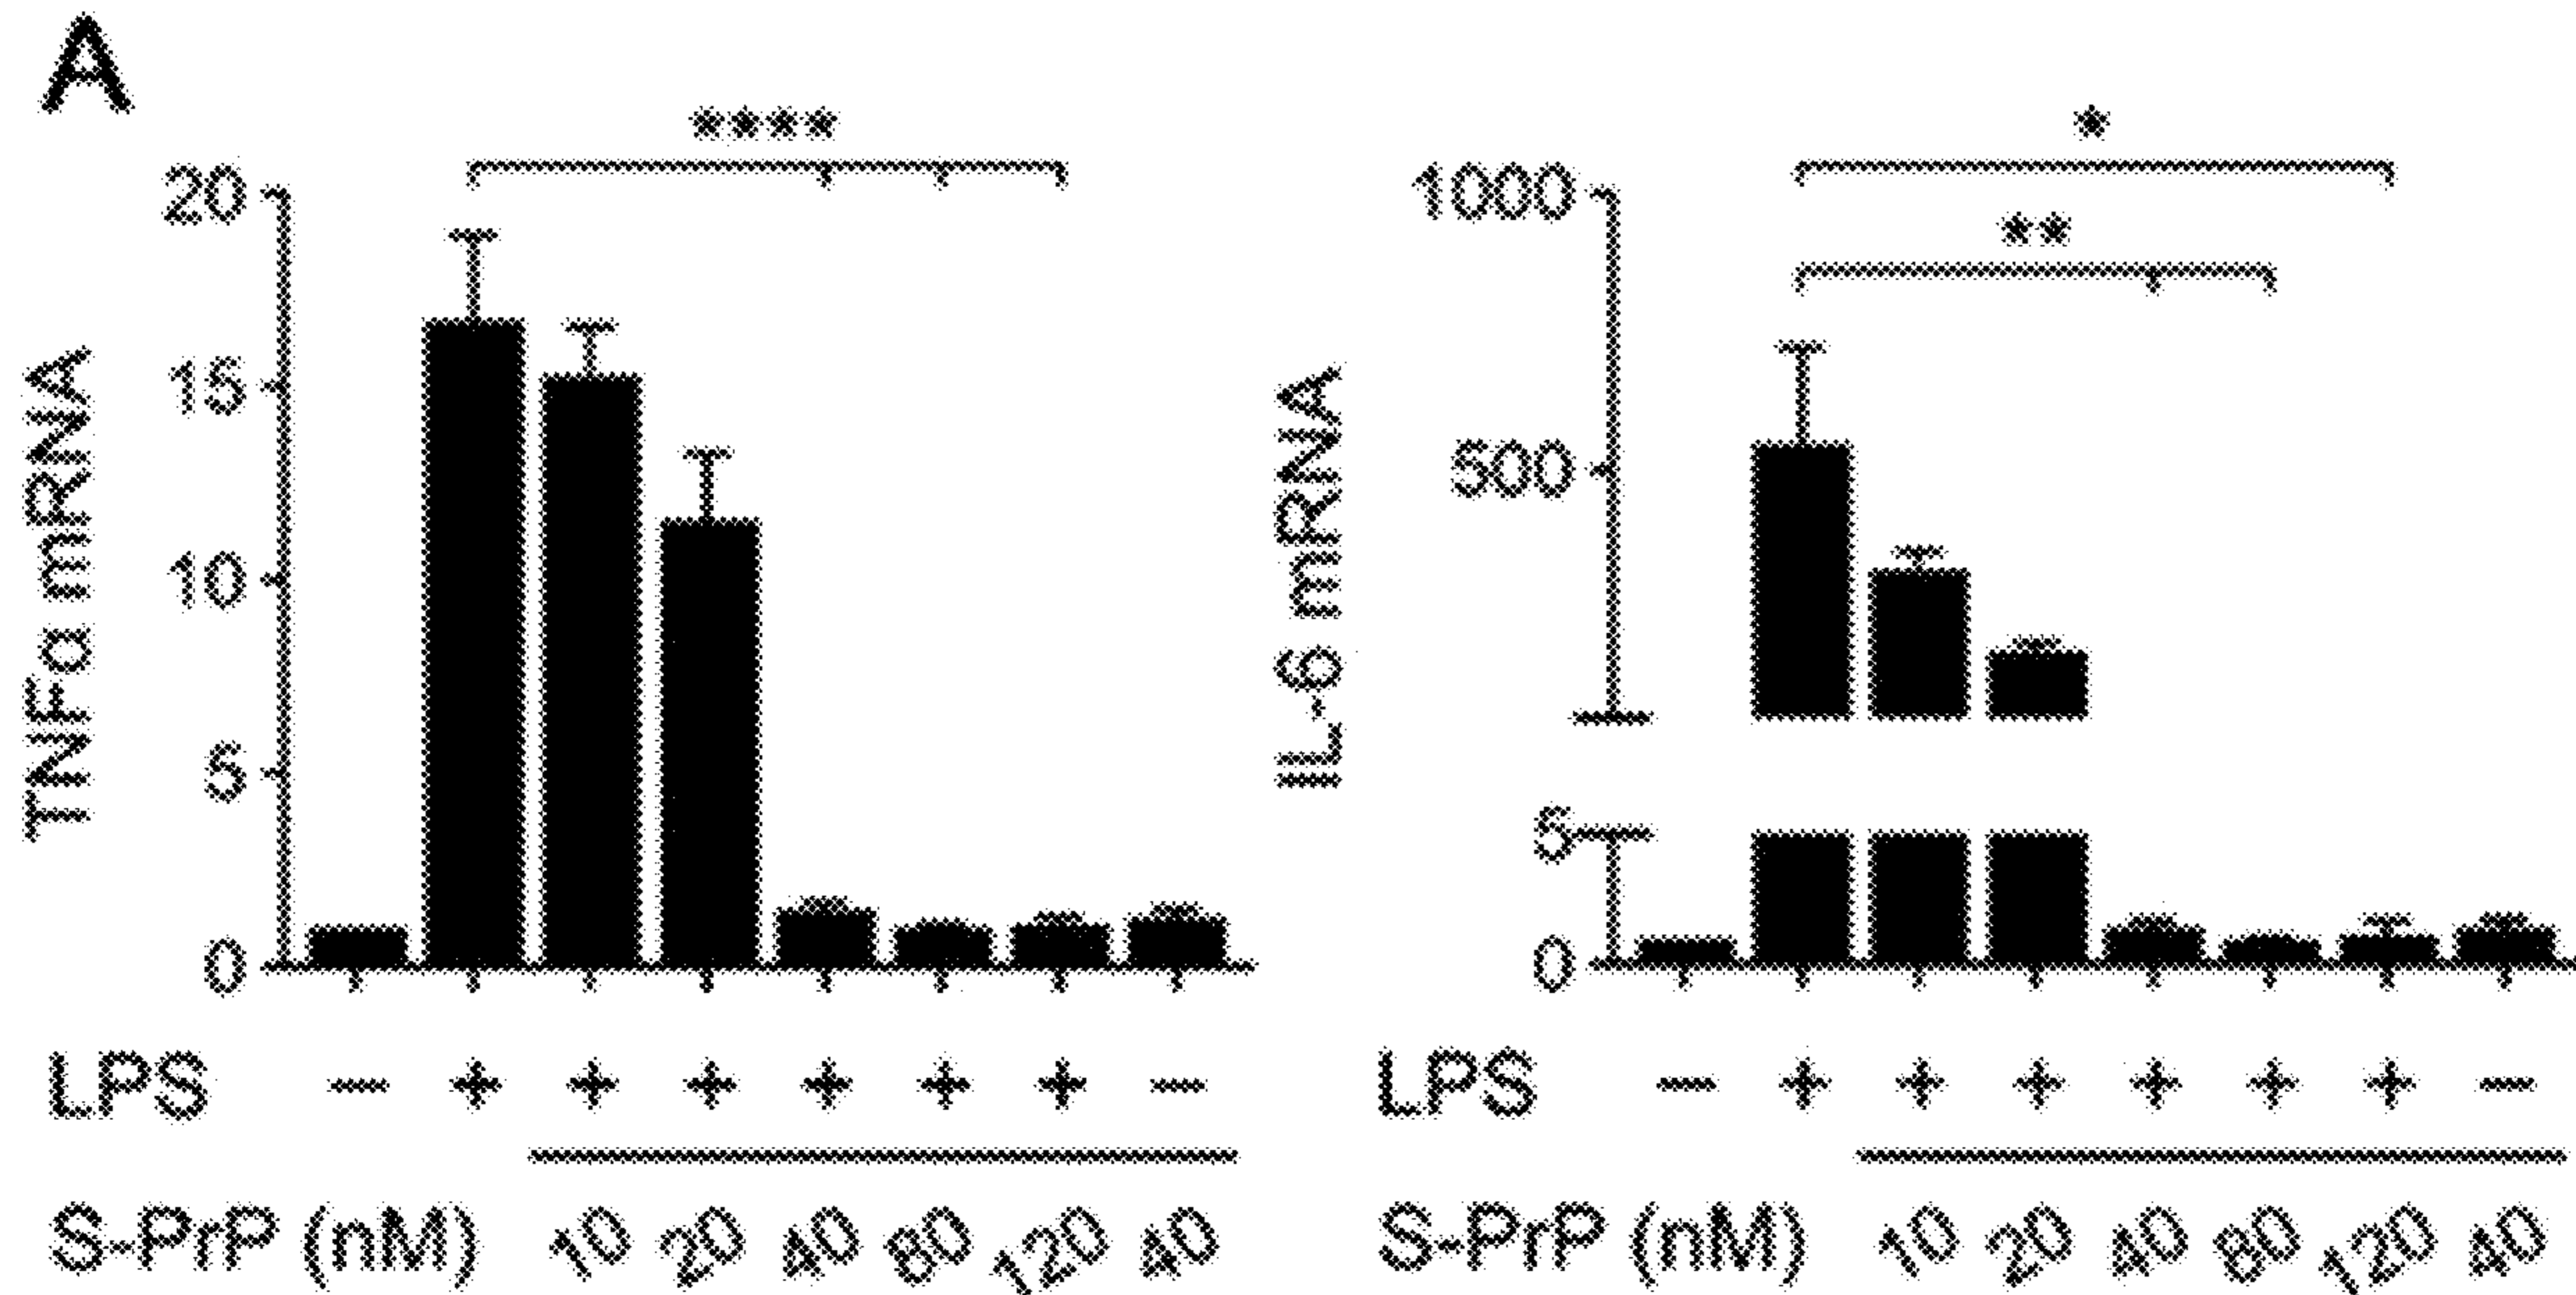 A
**** 
20
15
10
5
0
TNFα mRNA
LPS − + + + + + + −
S-PrP (nM) 10 20 40 80 120 40
*
**
1000
500
5
0
IL-6 mRNA
LPS − + + + + + + −
S-PrP (nM) 10 20 40 80 120 40